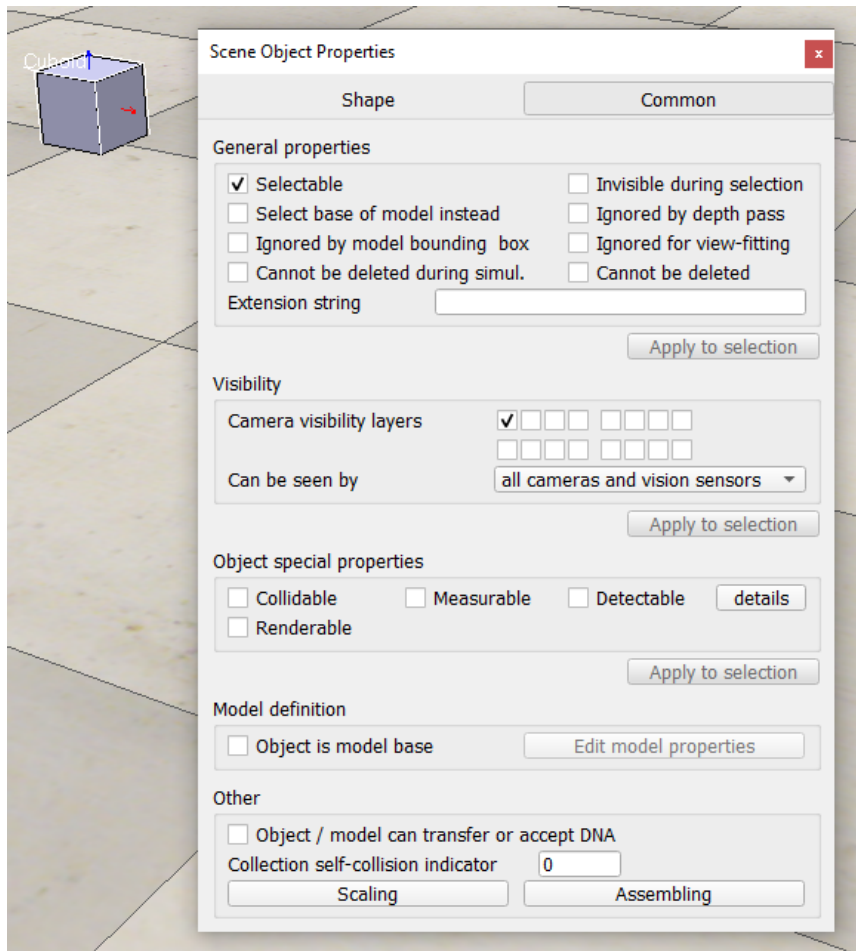 Scene Object Properties
x
Cuboid
Shape Common
General properties
Selectable Invisible during selection
Select base of model instead Ignored by depth pass
Ignored by model bounding box Ignored for view-fitting
Cannot be deleted during simul. Cannot be deleted
Extension string
Apply to selection
Visibility
Camera visibility layers
Can be seen by all cameras and vision sensors
Apply to selection
Object special properties
Collidable Measurable Detectable details
Renderable
Apply to selection
Model definition
Object is model base Edit model properties
Other
Object / model can transfer or accept DNA
Collection self-collision indicator 0
Scaling Assembling